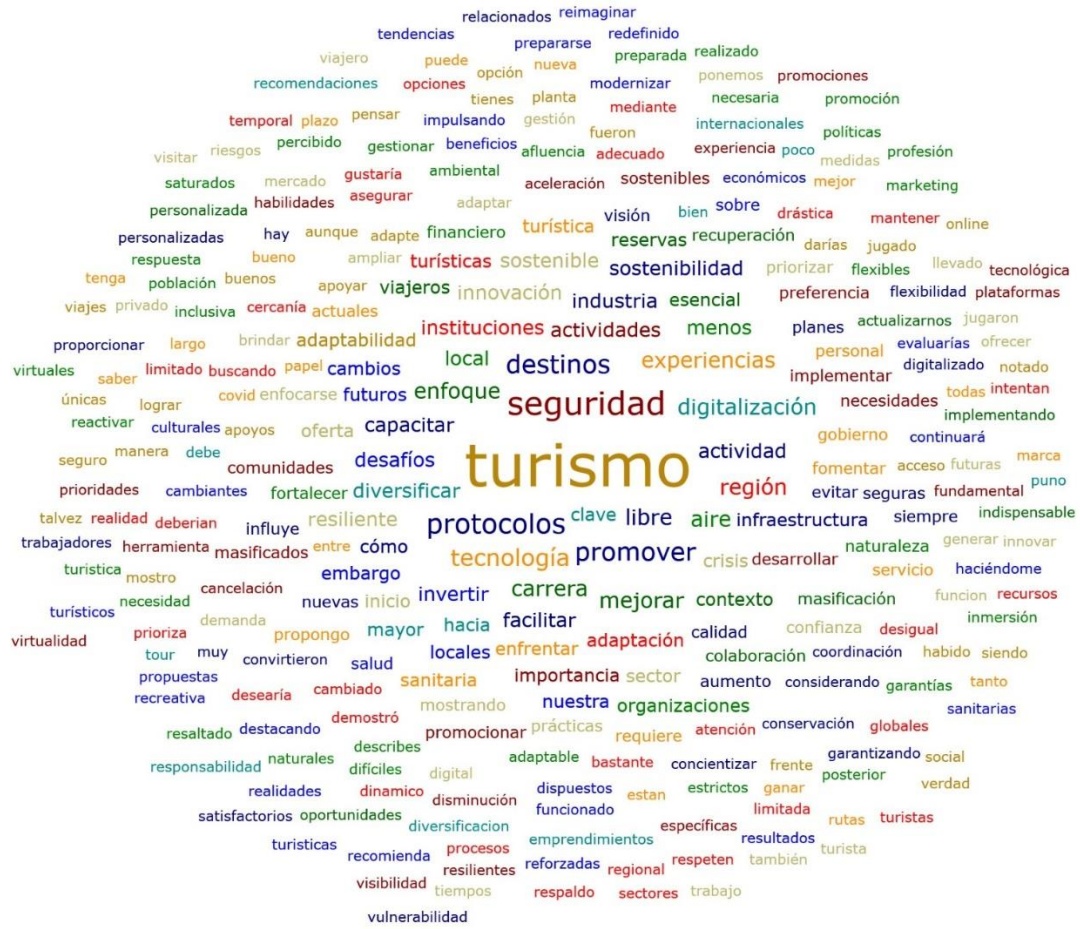 relacionados reimaginar
tendencias prepararse redefinido
viajero puede opción nueva preparada realizado
recomendaciones opciones tienes planta modernizar ponemos promociones
temporal plazo pensar impulsando gestión mediante necesaria promoción
visitar riesgos percibido gestionar beneficios afluencia fueron adecuado internacionales experiencia poco políticas medidas profesión
saturados mercado gustaría ambiental aceleración sostenibles económicos mejor marketing
personalizada habilidades asegurar adaptar turística visión bien sobre drástica mantener online
personalizadas hay aunque adapte financiero reservas recuperación darías jugado
respuesta bueno ampliar turísticas sostenible sostenibilidad priorizar flexibles llevado tecnológica
tenga población buenos apoyar viajeros innovación industria esencial preferencia flexibilidad plataformas
viajes privado inclusiva cercanía actuales instituciones actividades menos planes actualizarnos jugaron
proporcionar largo brindar adaptabilidad local destinos experiencias personal evaluarías ofrecer
virtuales saber limitado buscando papel cambios implementar digitalizado notado
únicas lograr covid enfocarse futuros enfoque seguridad digitalización necesidades todas intentan
reactivar culturales apoyos oferta capacitar gobierno continuará implementando
seguro manera debe comunidades desafíos turismo actividad fomentar acceso futuras marca
prioridades cambiantes fortalecer diversificar región evitar seguras fundamental puno
talvez realidad deberian influye resiliente protocolos clave libre aire infraestructura siempre indispensable
trabajadores herramienta masificados entre cómo tecnología promover crisis desarrollar naturaleza generar innovar
turistica mostro cancelación embargo servicio haciéndome
turísticos necesidad nuevas inicio invertir carrera mejorar contexto masificación funcion recursos
virtualidad demanda prioriza propongo mayor hacia facilitar adaptación calidad confianza desigual inmersión
tour muy convirtieron salud locales enfrentar colaboración coordinación habido siendo
propuestas recreativa desearía cambiado sanitaria importancia sector aumento considerando garantías tanto
resaltado destacando demostró mostrando nuestra organizaciones sanitarias
promocionar prácticas requiere atención conservación globales
responsabilidad naturales describes difíciles digital adaptable bastante concientizar frente garantizando posterior social verdad
realidades dinamico disminución dispuestos estan estrictos ganar
satisfactorios oportunidades funcionado limitada rutas turistas
turisticas diversificacion emprendimientos específicas resultados
recomienda procesos reforzadas regional respeten también turista
visibilidad resilientes tiempos respaldo sectores trabajo
vulnerabilidad